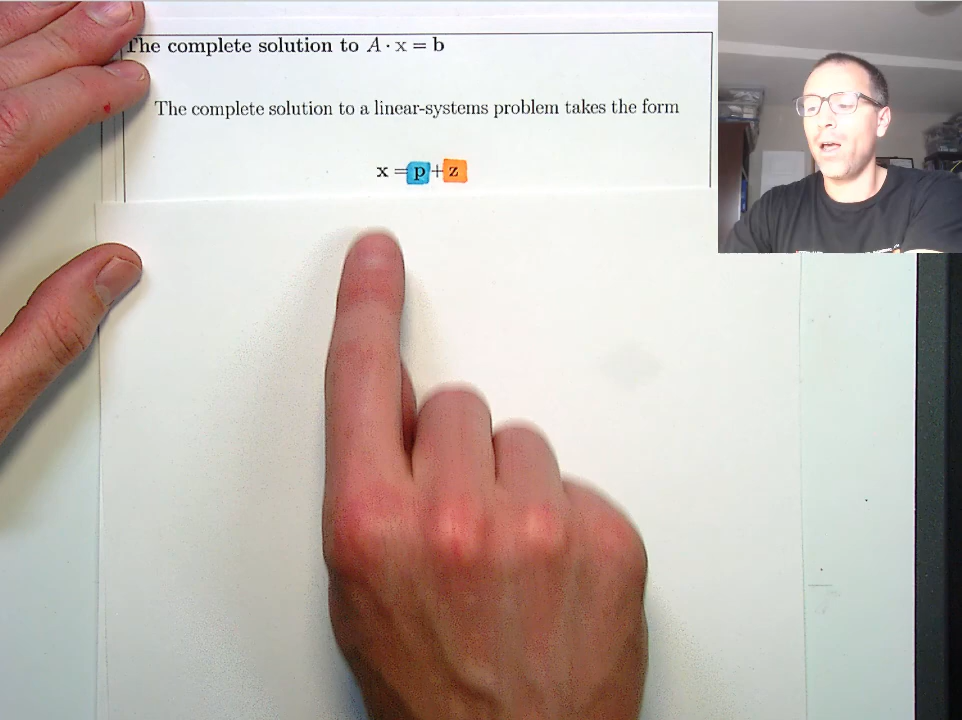 The complete solution to A · x = b
The complete solution to a linear-systems problem takes the form
x = p + z